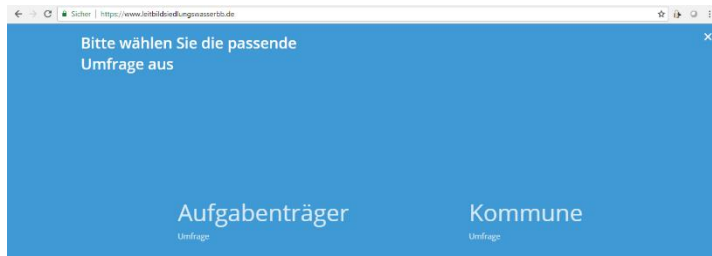 Sicher | https://www.leitbildsiedlungswasserbb.de
Bitte wählen Sie die passende
Umfrage aus
Aufgabenträger
Kommune
Umfrage
Umfrage